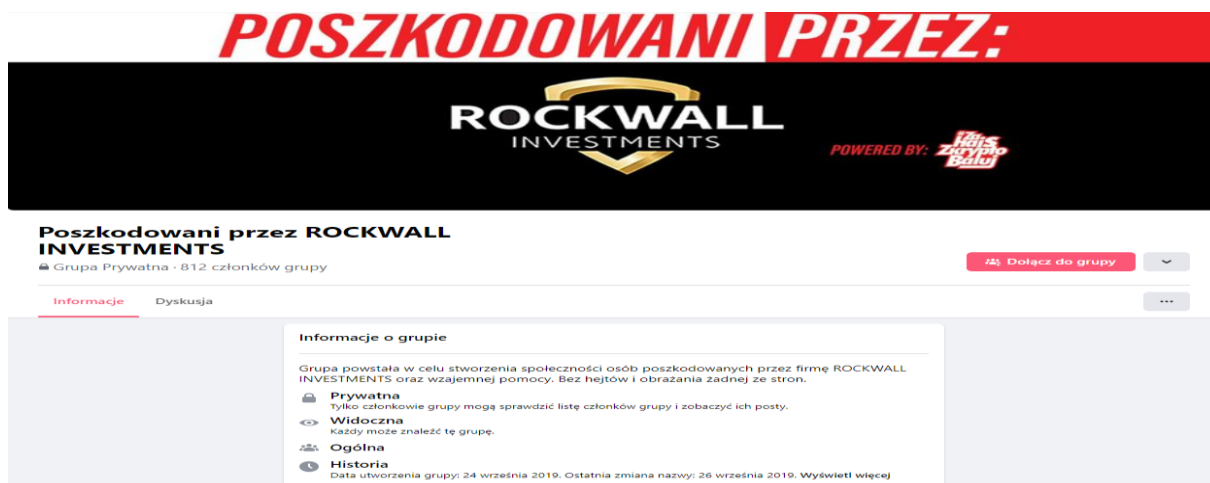 POSZKODOWANI PRZEZ:
ROCKWALL
INVESTMENTS
POWERED BY: #Za
HajS
Zkrypto
Baluj
Poszkodowani przez ROCKWALL
INVESTMENTS
Grupa Prywatna · 812 członków grupy
Dołącz do grupy
Informacje Dyskusja
Informacje o grupie
Grupa powstała w celu stworzenia społeczności osób poszkodowanych przez firmę ROCKWALL
INVESTMENTS oraz wzajemnej pomocy. Bez hejtów i obrażania żadnej ze stron.
Prywatna
Tylko członkowie grupy mogą sprawdzić listę członków grupy i zobaczyć ich posty.
Widoczna
Każdy może znaleźć tę grupę.
Ogólna
Historia
Data utworzenia grupy: 24 września 2019. Ostatnia zmiana nazwy: 26 września 2019. Wyświetl więcej